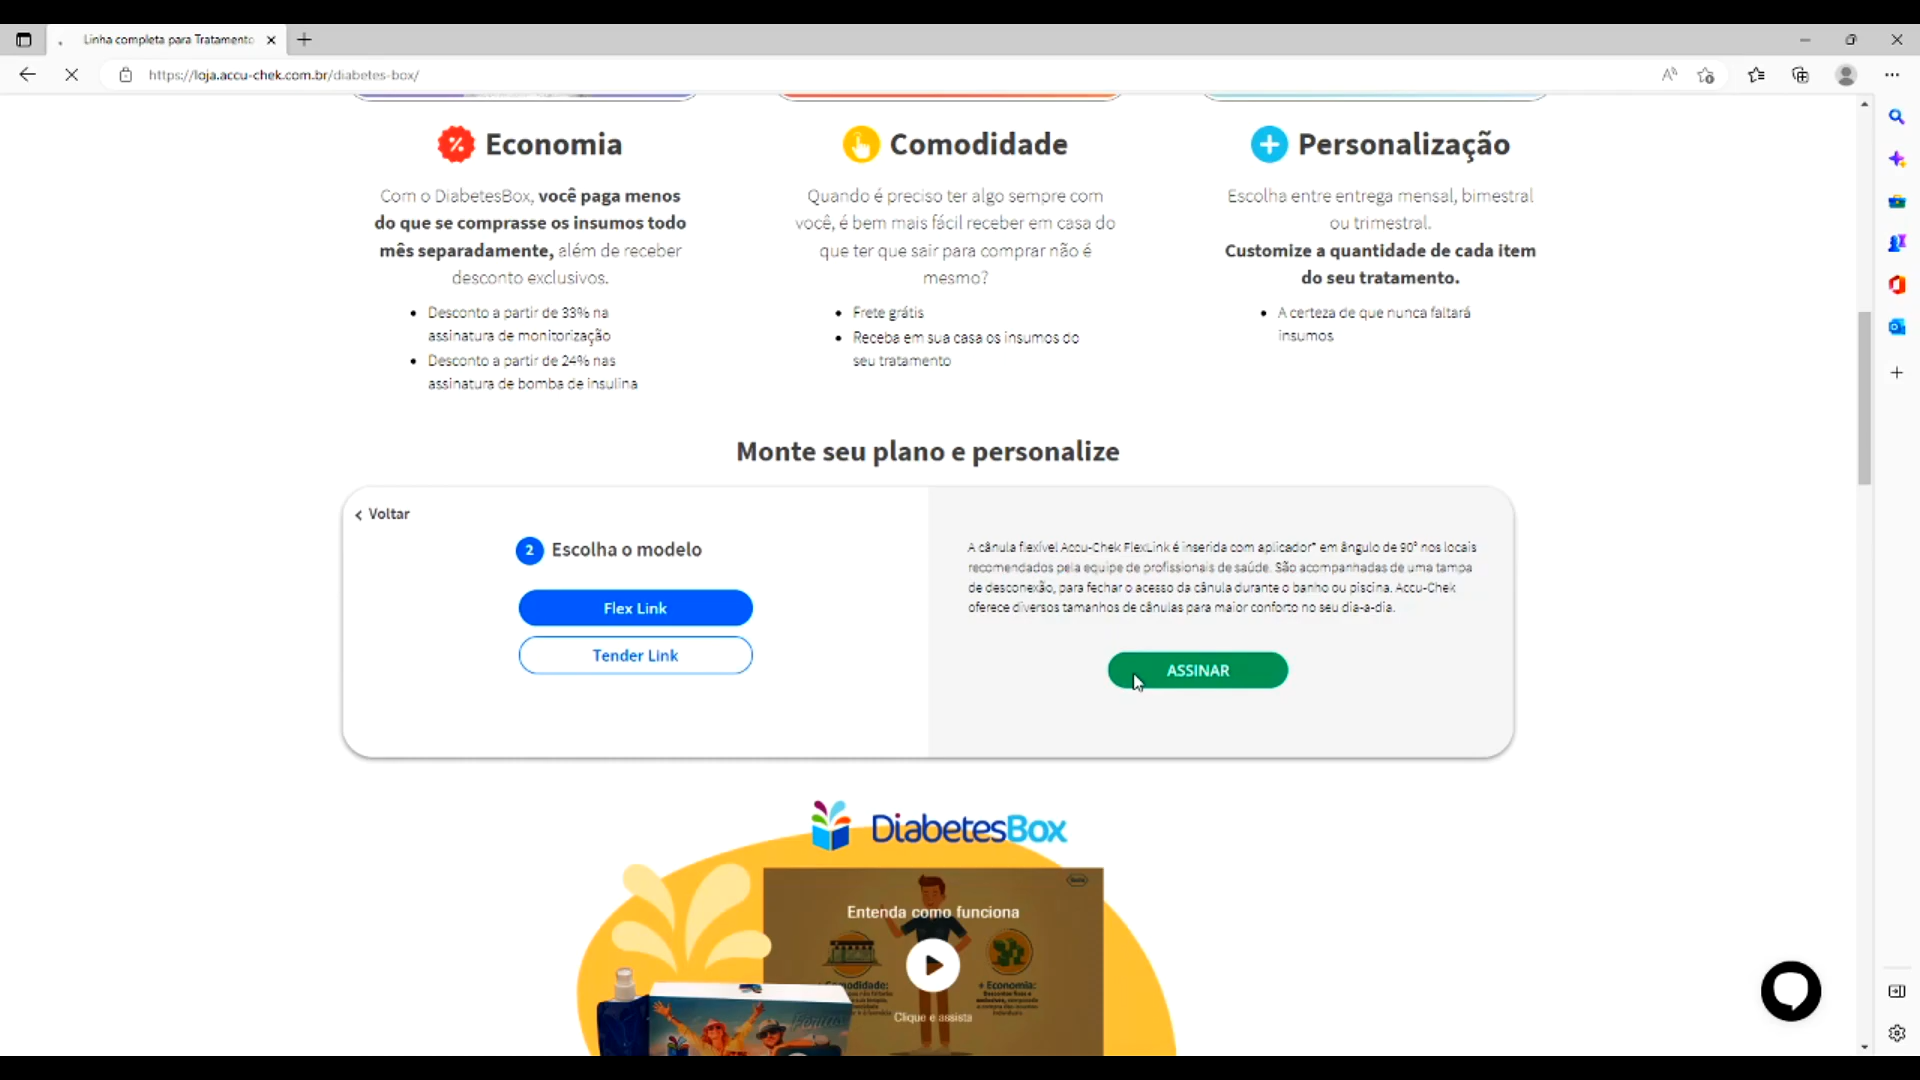 Linha completa para Tratamento
https://loja.accu-chek.com.br/diabetes-box/
Economia
Com o DiabetesBox, você paga menos
do que se comprasse os insumos todo
mês separadamente, além de receber
desconto exclusivos.
Desconto a partir de 33% na
assinatura de monitorização
Desconto a partir de 24% nas
assinatura de bomba de insulina
Comodidade
Quando é preciso ter algo sempre com
você, é bem mais fácil receber em casa do
que ter que sair para comprar não é
mesmo?
Frete grátis
Receba em sua casa os insumos do
seu tratamento
Personalização
Escolha entre entrega mensal, bimestral
ou trimestral.
Customize a quantidade de cada item
do seu tratamento.
A certeza de que nunca faltará
insumos
Monte seu plano e personalize
Voltar
2 Escolha o modelo
Flex Link
Tender Link
A cânula flexível Accu-Chek FlexLink é inserida com aplicador* em ângulo de 90° nos locais
recomendados pela equipe de profissionais de saúde. São acompanhadas de uma tampa
de desconexão, para fechar o acesso da cânula durante o banho ou piscina. Accu-Chek
oferece diversos tamanhos de cânulas para maior conforto no seu dia-a-dia.
ASSINAR
DiabetesBox
Roche
Entenda como funciona
+ Economia:
Clique e assista
Férias